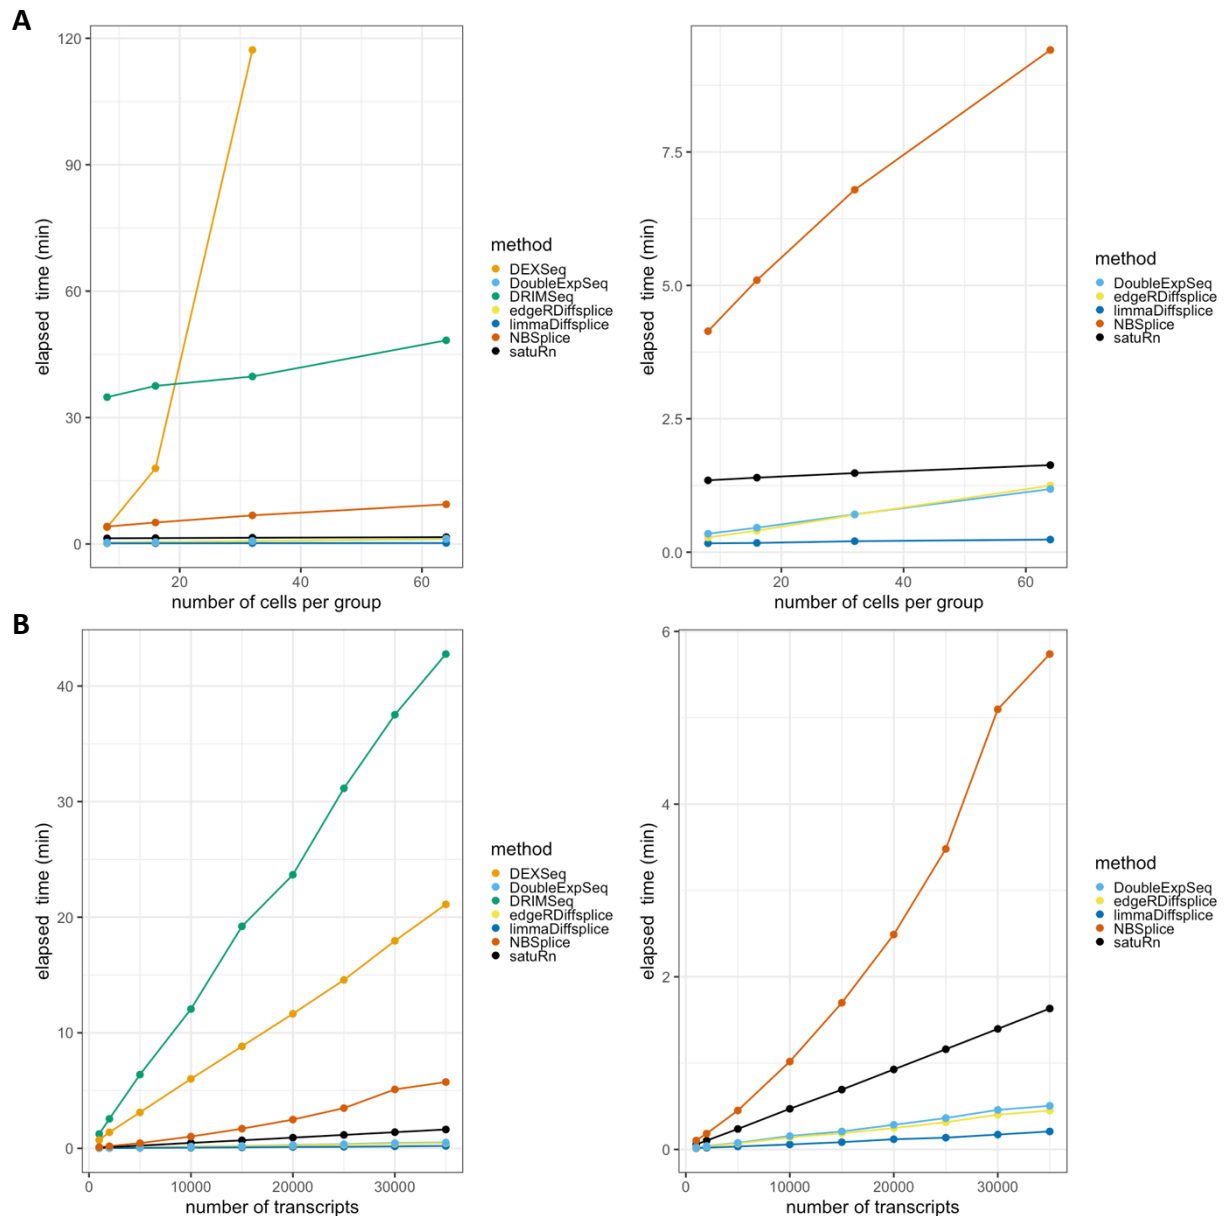 A
120
90
60
30
0
elapsed time (min)
20
40
60
number of cells per group
method
DEXSeq
DoubleExpSeq
DRIMSeq
edgeRDiffsplice
limmaDiffsplice
NBSplice
satuRn
7.5
5.0
2.5
0.0
elapsed time (min)
20
40
60
number of cells per group
method
DoubleExpSeq
edgeRDiffsplice
limmaDiffsplice
NBSplice
satuRn
B
40
30
20
10
0
elapsed time (min)
0
10000
20000
30000
number of transcripts
method
DEXSeq
DoubleExpSeq
DRIMSeq
edgeRDiffsplice
limmaDiffsplice
NBSplice
satuRn
6
4
2
0
elapsed time (min)
0
10000
20000
30000
number of transcripts
method
DoubleExpSeq
edgeRDiffsplice
limmaDiffsplice
NBSplice
satuRn